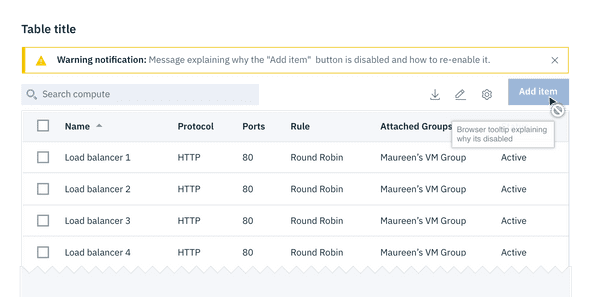 Table title
Warning notification: Message explaining why the "Add item" button is disabled and how to re-enable it.
Search compute
Add item
Name Protocol Ports Rule Attached Groups
Browser tooltip explaining
why its disabled
Load balancer 1 HTTP 80 Round Robin Maureen's VM Group Active
Load balancer 2 HTTP 80 Round Robin Maureen's VM Group Active
Load balancer 3 HTTP 80 Round Robin Maureen's VM Group Active
Load balancer 4 HTTP 80 Round Robin Maureen's VM Group Active